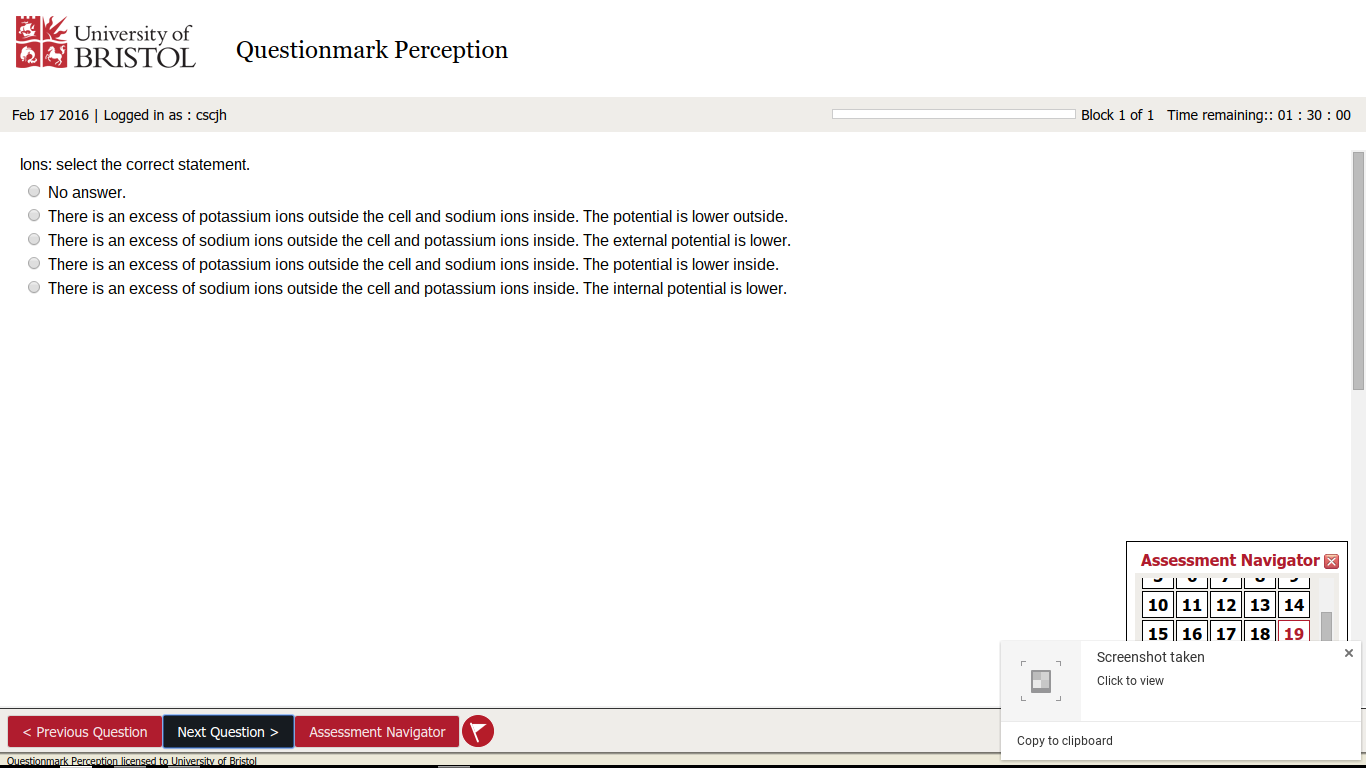 University of
BRISTOL
Questionmark Perception
Feb 17 2016 | Logged in as : cscjh
Block 1 of 1 Time remaining:: 01 : 30 : 00
Ions: select the correct statement.
No answer.
There is an excess of potassium ions outside the cell and sodium ions inside. The potential is lower outside.
There is an excess of sodium ions outside the cell and potassium ions inside. The external potential is lower.
There is an excess of potassium ions outside the cell and sodium ions inside. The potential is lower inside.
There is an excess of sodium ions outside the cell and potassium ions inside. The internal potential is lower.
Assessment Navigator
5 6 7 8 9
10 11 12 13 14
15 16 17 18 19
Screenshot taken
Click to view
Copy to clipboard
< Previous Question Next Question > Assessment Navigator
Questionmark Perception licensed to University of Bristol